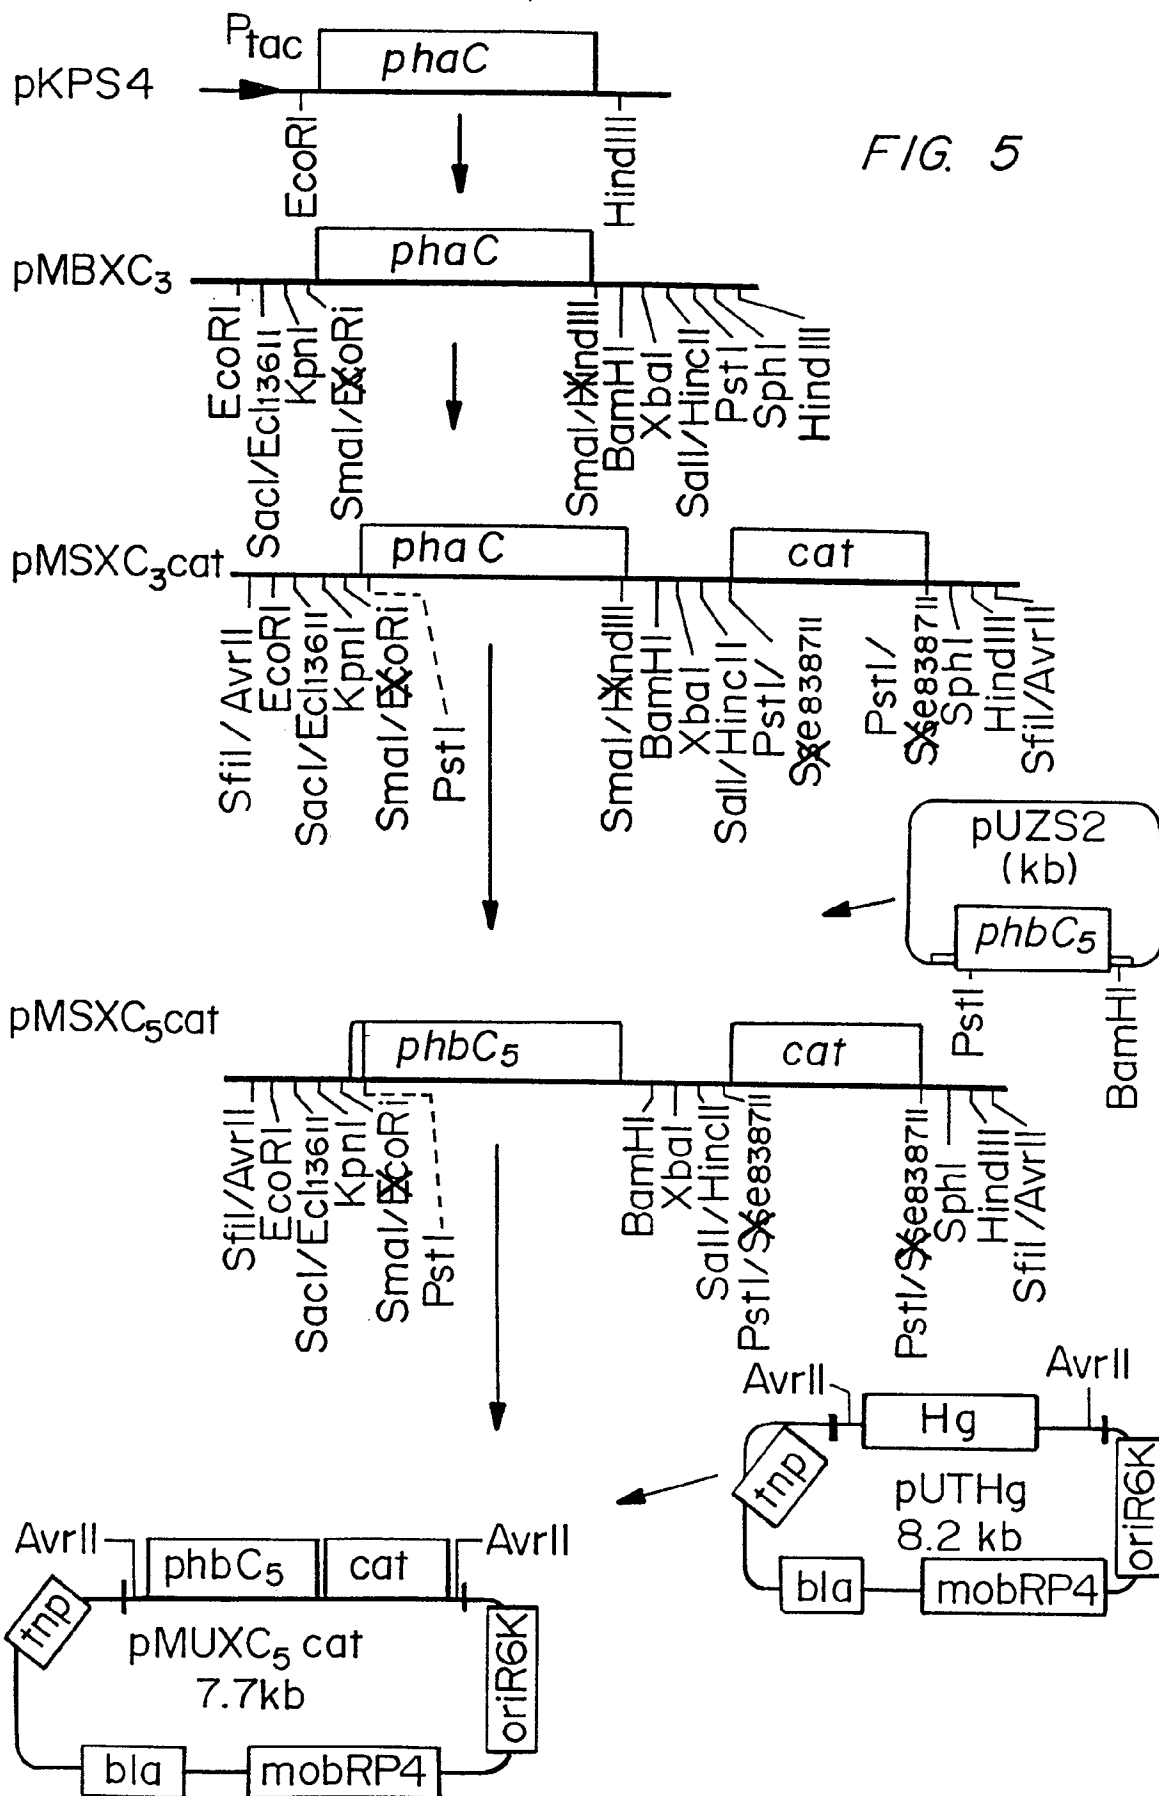 Ptac
phaC
pKPS4
EcoRI
HindIII
FIG. 5
phaC
pMBXC3
EcoRI
SacI/Ecl136II
KpnI
SmaI/EcoRi
SmaI/HindIII
BamHI
XbaI
SalI/HincII
PstI
SphI
HindIII
phaC
cat
pMSXC3cat
SfiI/AvrII
EcoRI
SacI/Ecl136II
KpnI
SmaI/EcoRi
PstI
SmaI/HindIII
BamHI
XbaI
SalI/HincII
PstI/
Sse8387II
PstI/
Sse8387II
SphI
HindIII
SfiI/AvrII
pUZS2
(kb)
phbC5
PstI
BamHI
pMSXC5cat
phbC5
cat
SfiI/AvrII
EcoRI
SacI/Ecl136II
KpnI
SmaI/EcoRi
PstI
BamHI
XbaI
SalI/HincII
PstI/Sse8387II
PstI/Sse8387II
SphI
HindIII
SfiI/AvrII
AvrII
AvrII
Hg
tnp
pUTHg
8.2 kb
oriR6K
bla
mobRP4
AvrII
phbC5
cat
AvrII
tnp
pMUXC5 cat
7.7kb
oriR6K
bla
mobRP4